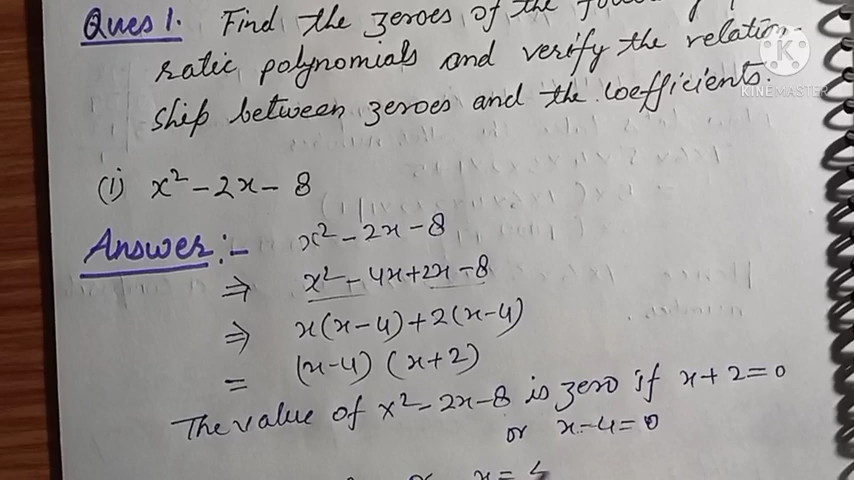 Ques 1. Find the zeroes of the
ratic polynomials and verify the relation-
ship between zeroes and the coefficients.
KINEMASTER
(i) x² - 2x - 8
Answer:- x² - 2x - 8
⇒ x² - 4x + 2x - 8
⇒ x(x-4) + 2(x-4)
= (x-4) (x+2)
The value of x² - 2x - 8 is zero if x + 2 = 0
or x - 4 = 0
or x =